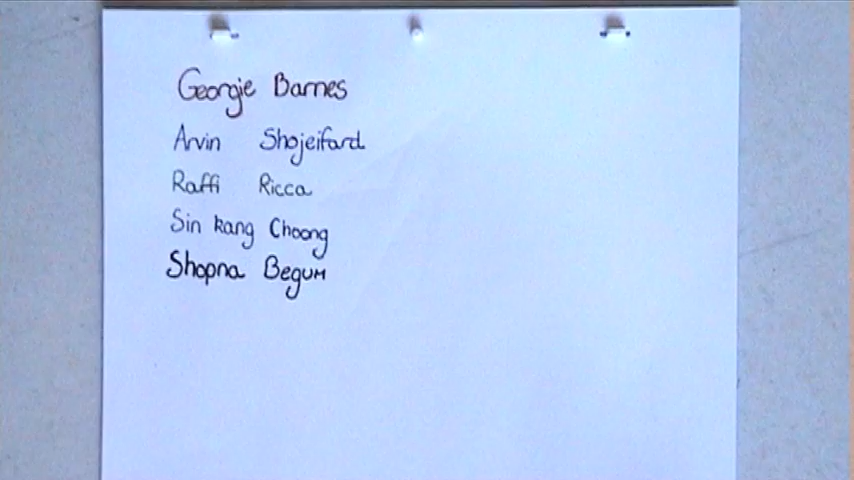 Georgie Barnes
Arvin Shojeifard
Raffi Ricca
Sin kang Choong
Shopna Begum